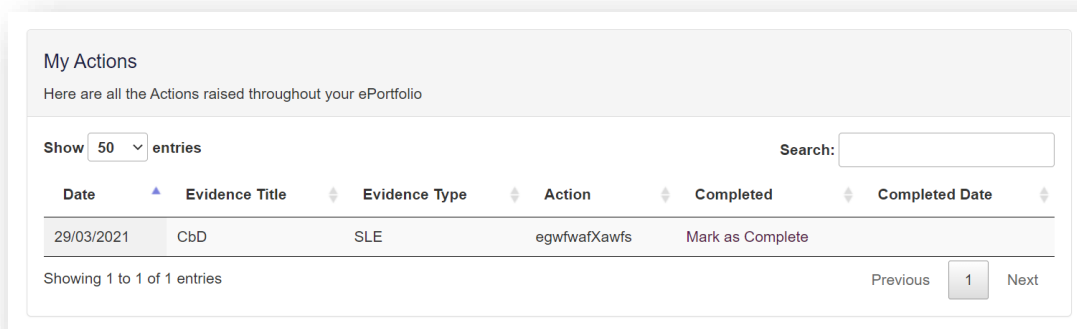 My Actions
Here are all the Actions raised throughout your ePortfolio
Show 50 entries Search:
Date Evidence Title Evidence Type Action Completed Completed Date
29/03/2021 CbD SLE egwfwafXawfs Mark as Complete
Showing 1 to 1 of 1 entries Previous 1 Next